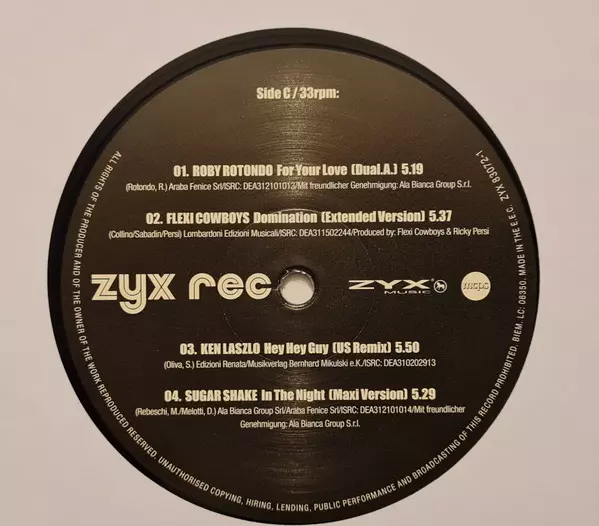 Side C / 33rpm:
01. ROBY ROTONDO For Your Love (Dual.A.) 5.19
(Rotondo, R.) Araba Fenice Srl/ISRC: DEA312101013/Mit freundlicher Genehmigung: Ala Bianca Group S.r.l.
02. FLEXI COWBOYS Domination (Extended Version) 5.37
(Collino/Sabadin/Persi) Lombardoni Edizioni Musicali/ISRC: DEA311502244/Produced by: Flexi Cowboys & Ricky Persi
zyx rec
ZYX®
MUSIC
mcps
03. KEN LASZLO Hey Hey Guy (US Remix) 5.50
(Oliva, S.) Edizioni Renata/Musikverlag Bernhard Mikulski e.K./ISRC: DEA310202913
04. SUGAR SHAKE In The Night (Maxi Version) 5.29
(Rebeschi, M./Melotti, D.) Ala Bianca Group Srl/Araba Fenice Srl/ISRC: DEA312101014/Mit freundlicher
Genehmigung: Ala Bianca Group S.r.l.
ALL RIGHTS OF THE PRODUCER AND OF THE OWNER OF THE WORK REPRODUCED RESERVED. UNAUTHORISED COPYING, HIRING, LENDING, PUBLIC PERFORMANCE AND BROADCASTING OF THIS RECORD PROHIBITED. BIEM. LC: 06350. MADE IN THE E.E.C. ZYX 83072-1